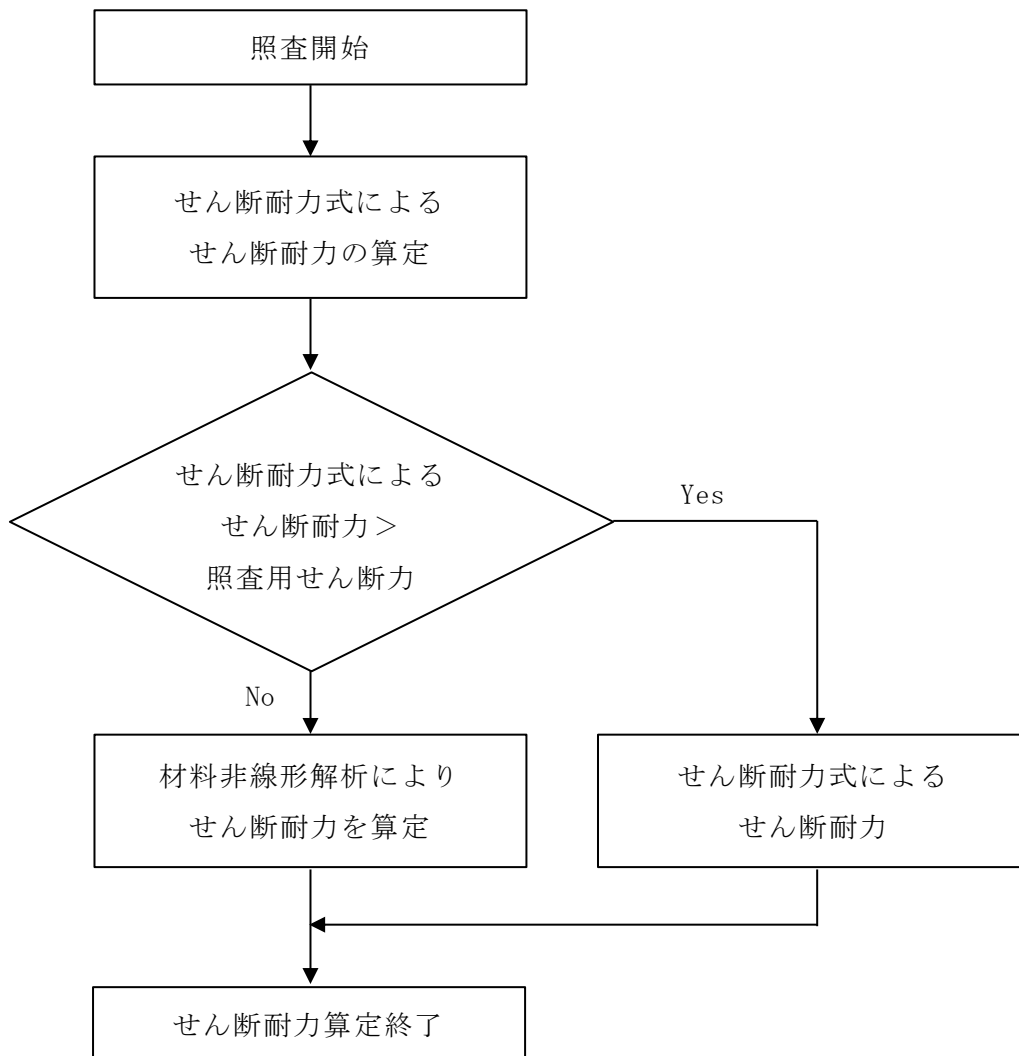 照査開始
せん断耐力式による
せん断耐力の算定
せん断耐力式による
せん断耐力＞
照査用せん断力
Yes
No
材料非線形解析により
せん断耐力を算定
せん断耐力式による
せん断耐力
せん断耐力算定終了